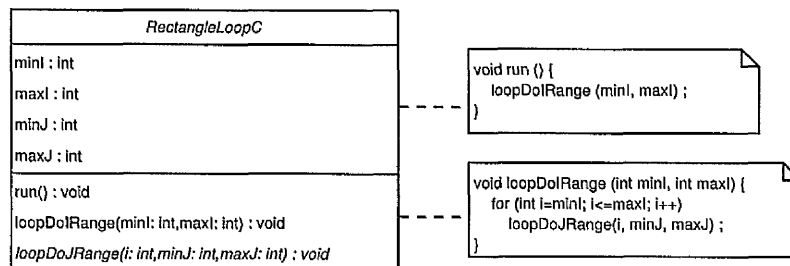 RectangleLoopC
minI : int
maxI : int
minJ : int
maxJ : int
run() : void
loopDoIRange(minI: int,maxI: int) : void
loopDoJRange(i: int,minJ: int,maxJ: int) : void
void run () {
loopDoIRange (minI, maxI) ;
}
void loopDoIRange (int minI, int maxI) {
for (int i=minI; i<=maxI; i++)
loopDoJRange(i, minJ, maxJ) ;
}